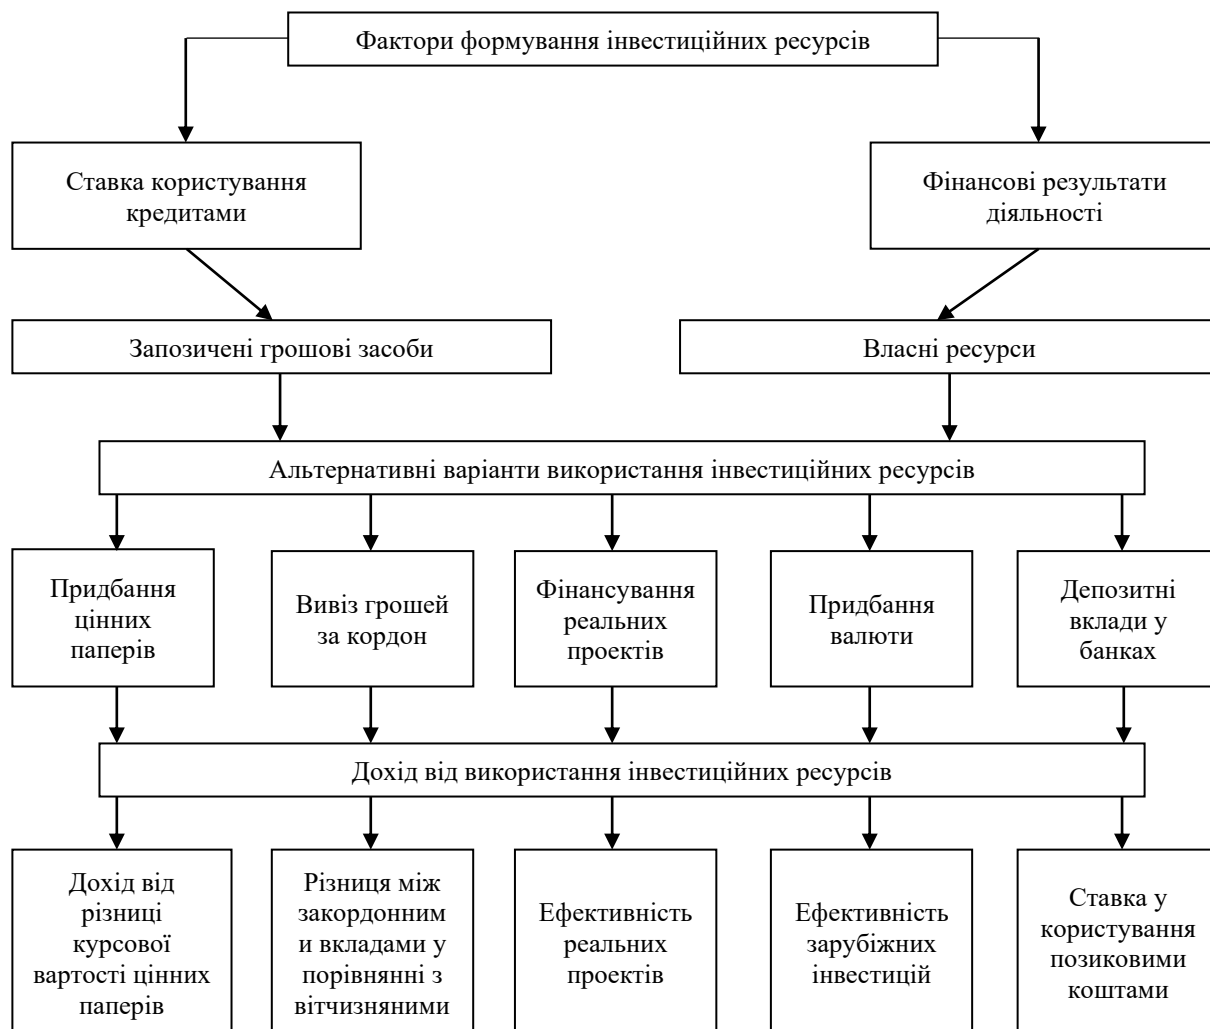 Фактори формування інвестиційних ресурсів
Ставка користування
кредитами
Фінансові результати
діяльності
Запозичені грошові засоби
Власні ресурси
Альтернативні варіанти використання інвестиційних ресурсів
Придбання
цінних
паперів
Вивіз грошей
за кордон
Фінансування
реальних
проектів
Придбання
валюти
Депозитні
вклади у
банках
Дохід від використання інвестиційних ресурсів
Дохід від
різниці
курсової
вартості цінних
паперів
Різниця між
закордонним
и вкладами у
порівнянні з
вітчизняними
Ефективність
реальних
проектів
Ефективність
зарубіжних
інвестицій
Ставка у
користування
позиковими
коштами